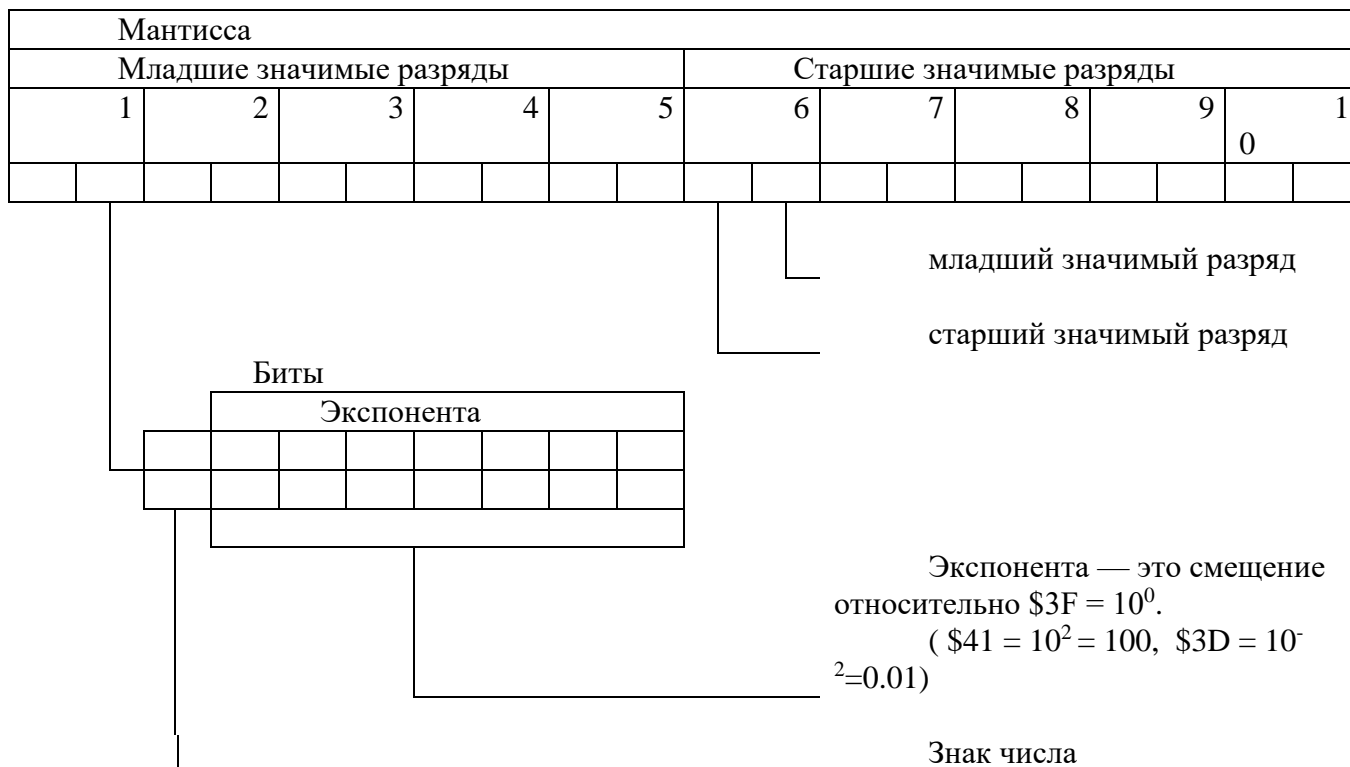 Мантисса
Младшие значимые разряды Старшие значимые разряды
1 2 3 4 5 6 7 8 9 1
0
младший значимый разряд
старший значимый разряд
Биты
Экспонента
Экспонента — это смещение
относительно $3F = 10⁰.
( $41 = 10² = 100, $3D = 10⁻
²=0.01)
Знак числа